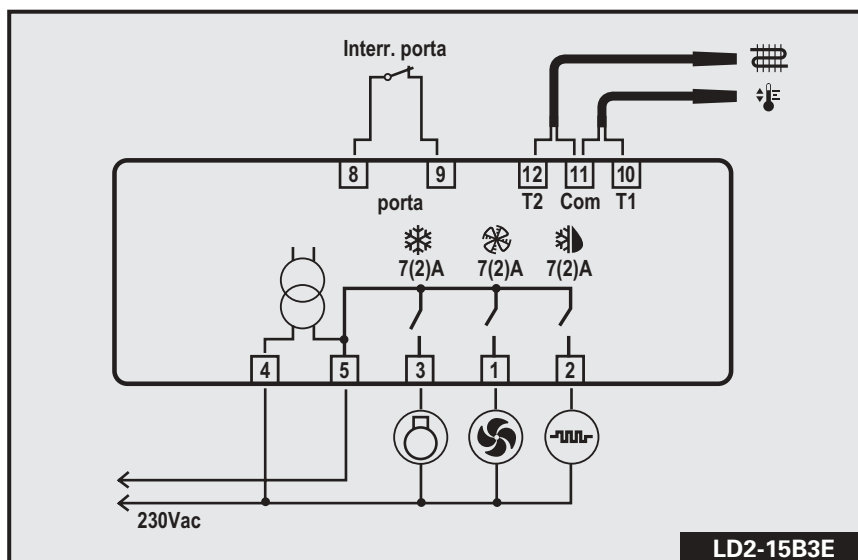 Interr. porta
8 9 12 11 10
porta T2 Com T1
7(2)A 7(2)A 7(2)A
4 5 3 1 2
230Vac
LD2-15B3E